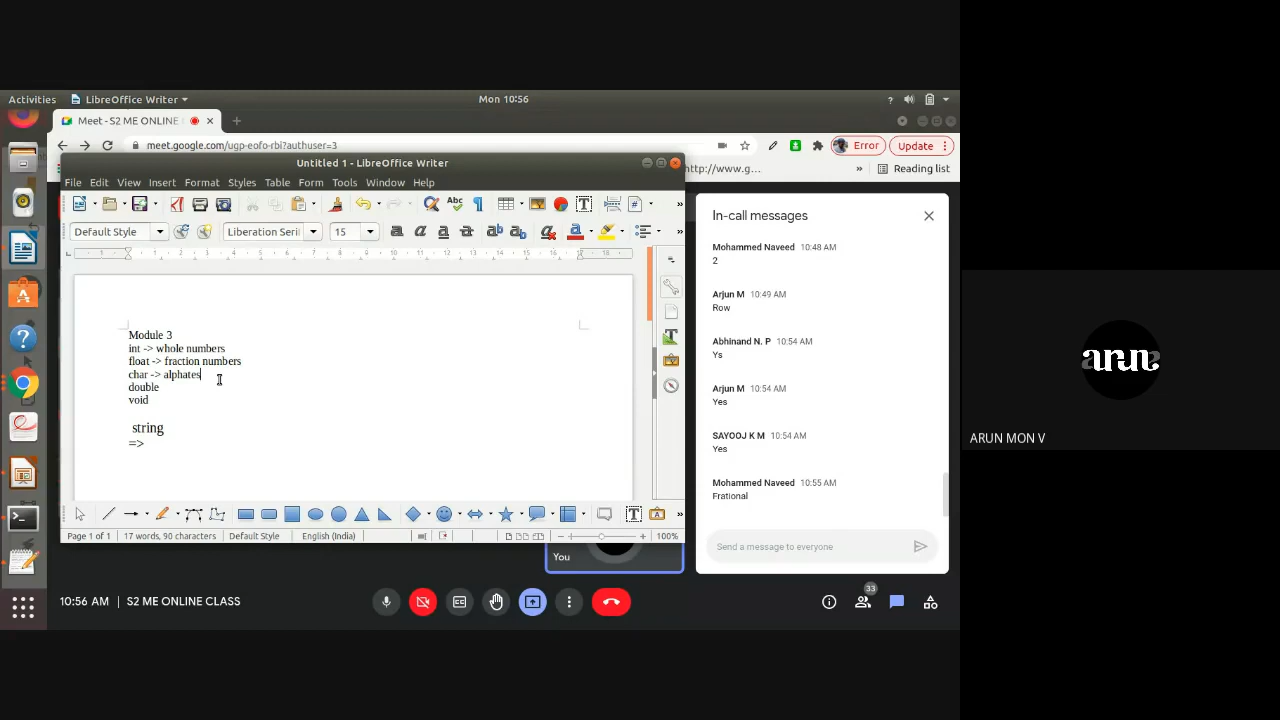 Activities
LibreOffice Writer
Mon 10:56
Meet - S2 ME ONLINE
meet.google.com/ugp-eofo-rbi?authuser=3
Error
Update
http://www.g...
»
Reading list
Untitled 1 - LibreOffice Writer
File Edit View Insert Format Styles Table Form Tools Window Help
Default Style
Liberation Seri
15
Module 3
int -> whole numbers
float -> fraction numbers
char -> alphates
double
void
string
=>
Page 1 of 1
17 words, 90 characters
Default Style
English (India)
100%
In-call messages
Mohammed Naveed 10:48 AM
2
Arjun M 10:49 AM
Row
Abhinand N. P 10:54 AM
Ys
Arjun M 10:54 AM
Yes
SAYOOJ K M 10:54 AM
Yes
Mohammed Naveed 10:55 AM
Frational
Send a message to everyone
You
10:56 AM | S2 ME ONLINE CLASS
33
arun
ARUN MON V